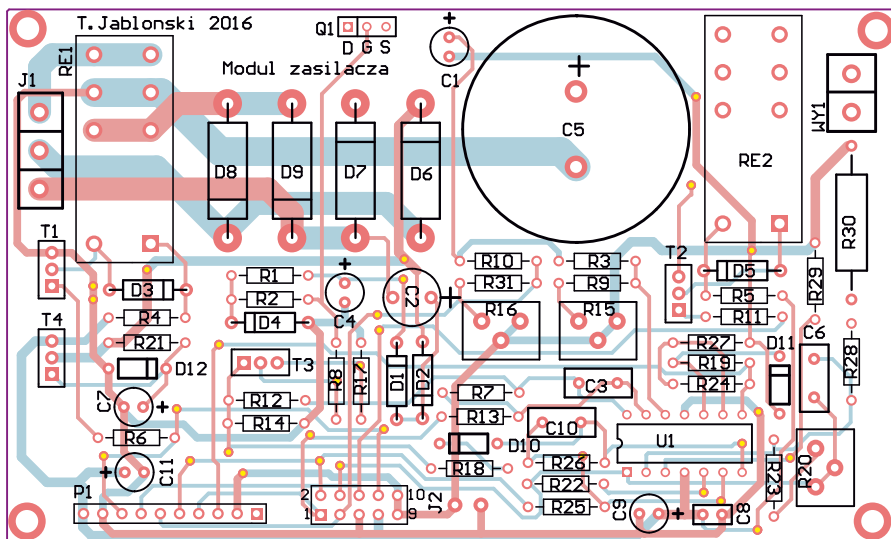 T.Jablonski 2016
Q1
D G S
RE1
J1
Modul zasilacza
C1
C5
WY1
RE2
D8
D9
D7
D6
R30
T1
T2
R1
R10
R3
D5
R29
D3
R2
C4
C2
R31
R9
R5
R4
D4
R16
R15
R11
T4
R21
R27
D11
C6
D12
T3
R8
R17
D1
D2
R19
R28
R24
C3
C7
R12
R7
R14
R13
C10
R6
D10
U1
C11
R18
R26
R20
P1
2
10
J2
R22
R23
1
9
R25
C9
C8